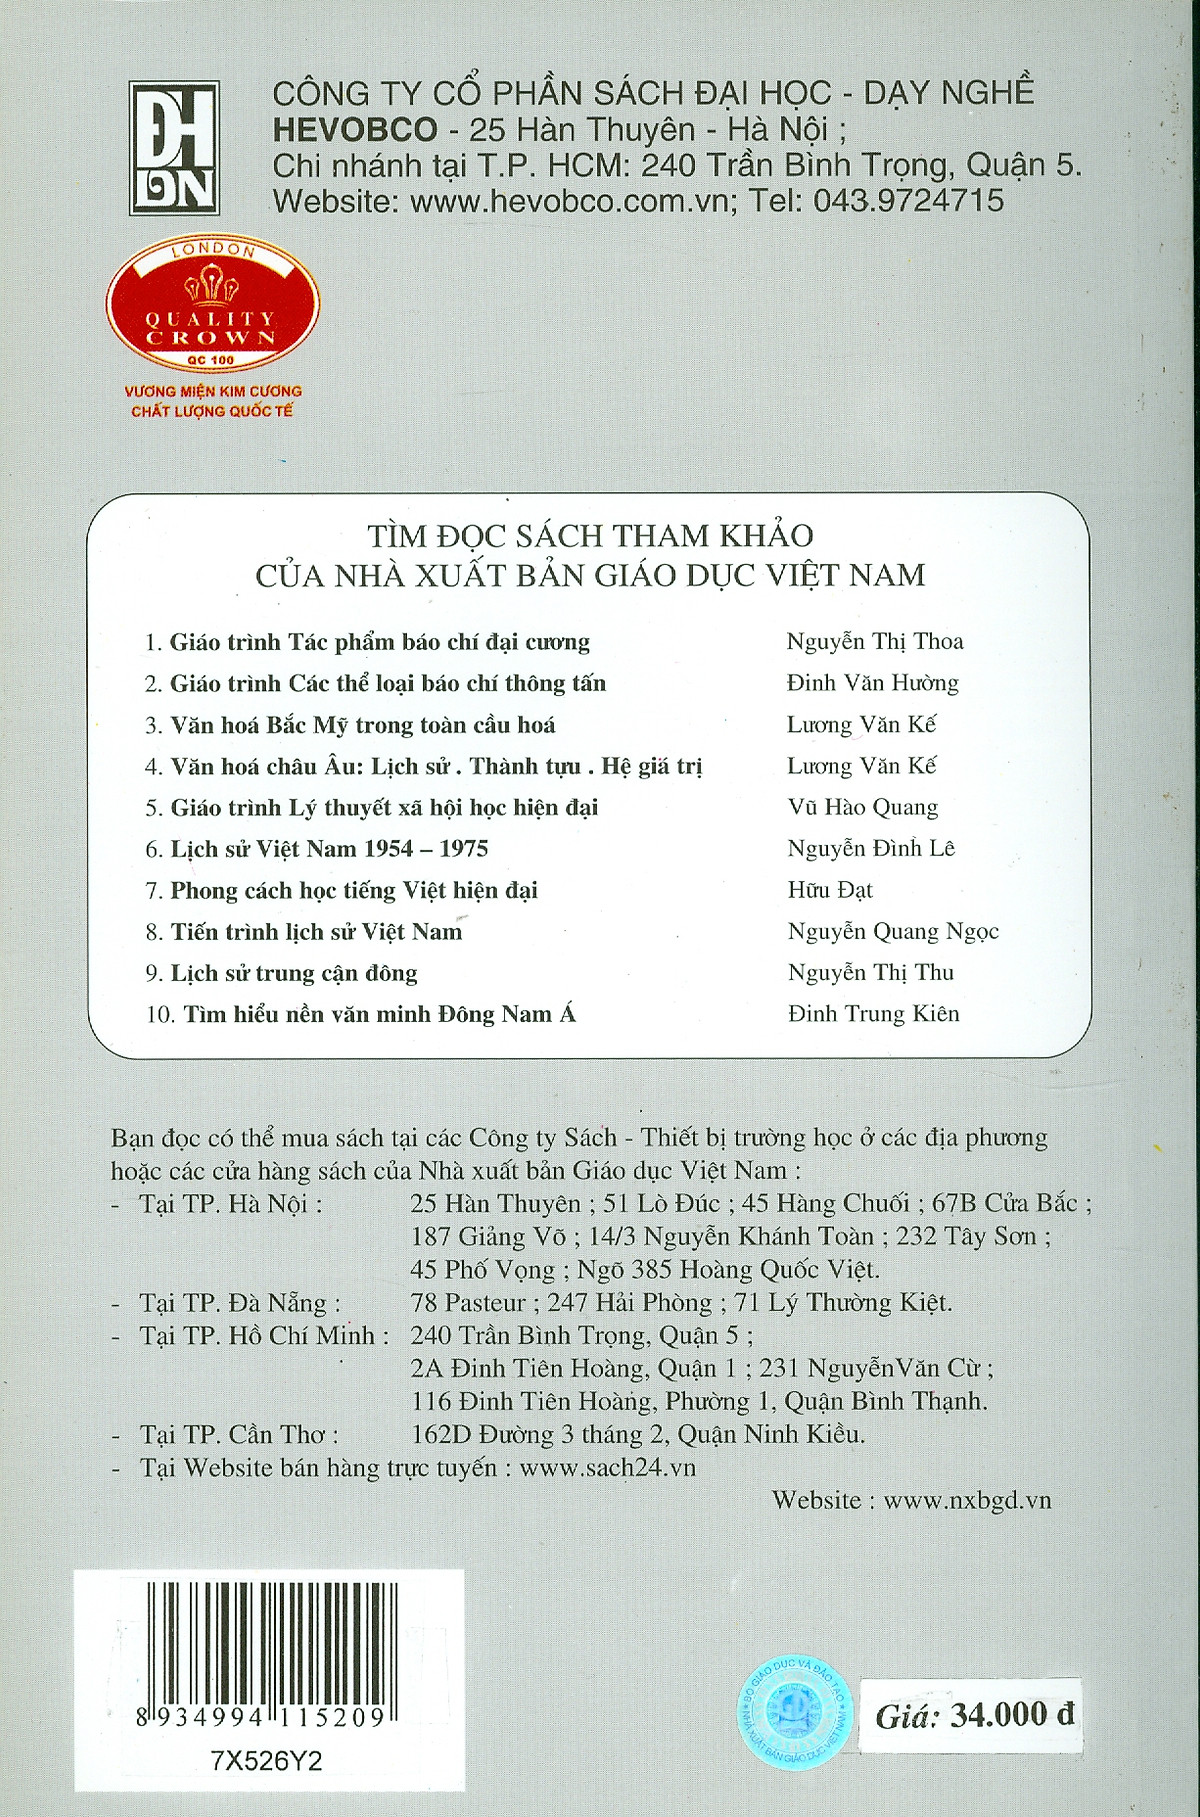 ĐH
DN
CÔNG TY CỔ PHẦN SÁCH ĐẠI HỌC - DẠY NGHỀ
HEVOBCO - 25 Hàn Thuyên - Hà Nội ;
Chi nhánh tại T.P. HCM: 240 Trần Bình Trọng, Quận 5.
Website: www.hevobco.com.vn; Tel: 043.9724715
LONDON
QUALITY
CROWN
QC 100
VƯƠNG MIỆN KIM CƯƠNG
CHẤT LƯỢNG QUỐC TẾ
TÌM ĐỌC SÁCH THAM KHẢO
CỦA NHÀ XUẤT BẢN GIÁO DỤC VIỆT NAM
1. Giáo trình Tác phẩm báo chí đại cương Nguyễn Thị Thoa
2. Giáo trình Các thể loại báo chí thông tấn Đinh Văn Hường
3. Văn hoá Bắc Mỹ trong toàn cầu hoá Lương Văn Kế
4. Văn hoá châu Âu: Lịch sử . Thành tựu . Hệ giá trị Lương Văn Kế
5. Giáo trình Lý thuyết xã hội học hiện đại Vũ Hào Quang
6. Lịch sử Việt Nam 1954 – 1975 Nguyễn Đình Lê
7. Phong cách học tiếng Việt hiện đại Hữu Đạt
8. Tiến trình lịch sử Việt Nam Nguyễn Quang Ngọc
9. Lịch sử trung cận đông Nguyễn Thị Thu
10. Tìm hiểu nền văn minh Đông Nam Á Đinh Trung Kiên
Bạn đọc có thể mua sách tại các Công ty Sách - Thiết bị trường học ở các địa phương
hoặc các cửa hàng sách của Nhà xuất bản Giáo dục Việt Nam :
- Tại TP. Hà Nội : 25 Hàn Thuyên ; 51 Lò Đúc ; 45 Hàng Chuối ; 67B Cửa Bắc ;
187 Giảng Võ ; 14/3 Nguyễn Khánh Toàn ; 232 Tây Sơn ;
45 Phố Vọng ; Ngõ 385 Hoàng Quốc Việt.
- Tại TP. Đà Nẵng : 78 Pasteur ; 247 Hải Phòng ; 71 Lý Thường Kiệt.
- Tại TP. Hồ Chí Minh : 240 Trần Bình Trọng, Quận 5 ;
2A Đinh Tiên Hoàng, Quận 1 ; 231 NguyễnVăn Cừ ;
116 Đinh Tiên Hoàng, Phường 1, Quận Bình Thạnh.
- Tại TP. Cần Thơ : 162D Đường 3 tháng 2, Quận Ninh Kiều.
- Tại Website bán hàng trực tuyến : www.sach24.vn
Website : www.nxbgd.vn
8934994115209
7X526Y2
BỘ GIÁO DỤC VÀ ĐÀO TẠO
NHÀ XUẤT BẢN GIÁO DỤC VIỆT NAM
Giá: 34.000 đ